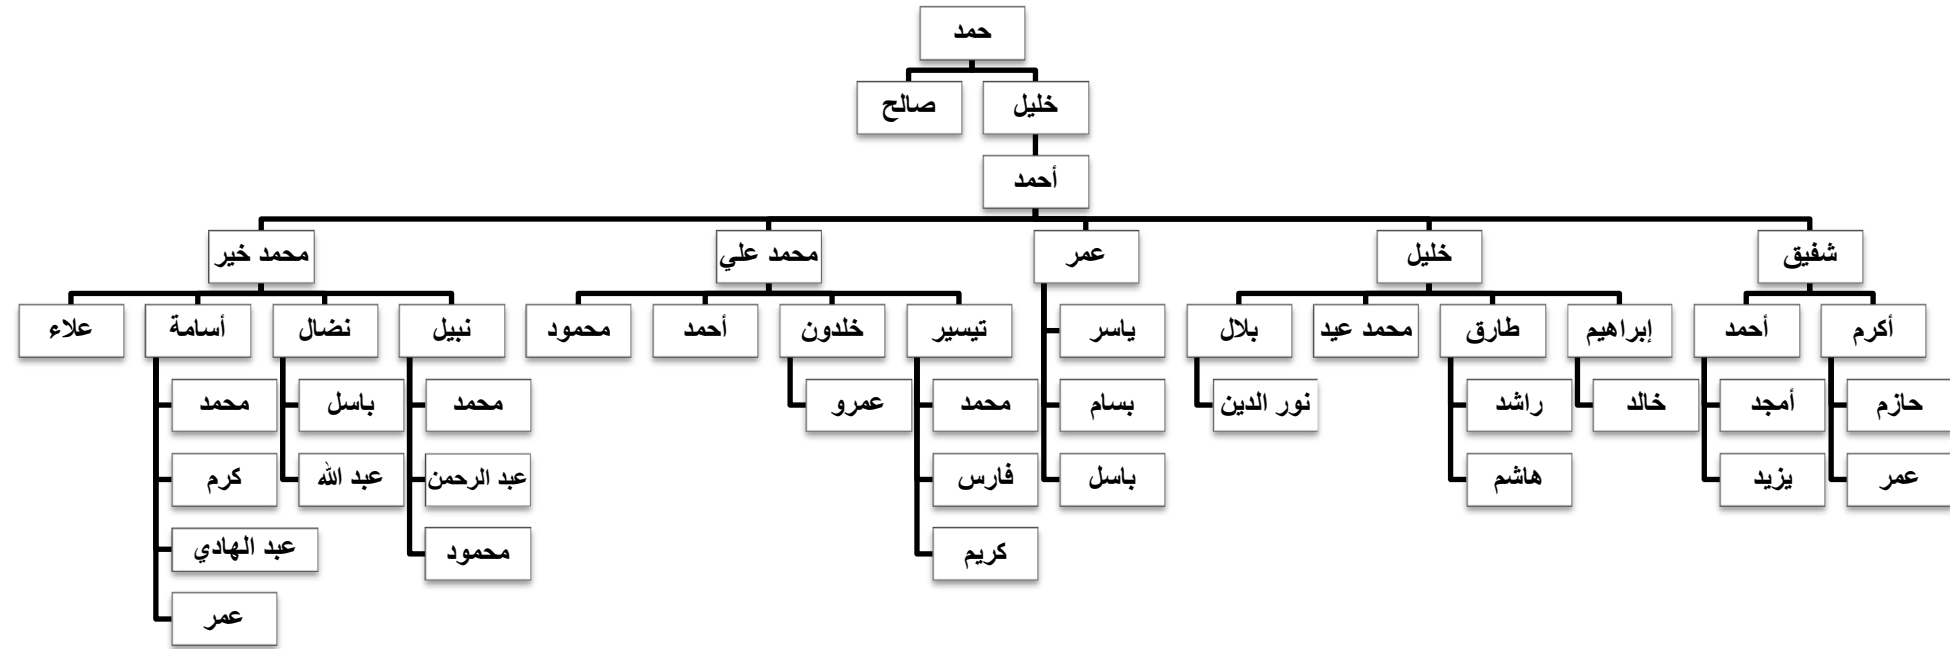 حمد
خليل
صالح
أحمد
شفيق
خليل
عمر
محمد علي
محمد خير
أكرم
أحمد
إبراهيم
طارق
محمد عيد
بلال
ياسر
تيسير
خلدون
أحمد
محمود
نبيل
نضال
أسامة
علاء
حازم
أمجد
خالد
راشد
نور الدين
بسام
محمد
عمرو
محمد
باسل
محمد
عمر
يزيد
هاشم
باسل
فارس
عبد الرحمن
عبد الله
كرم
كريم
محمود
عبد الهادي
عمر